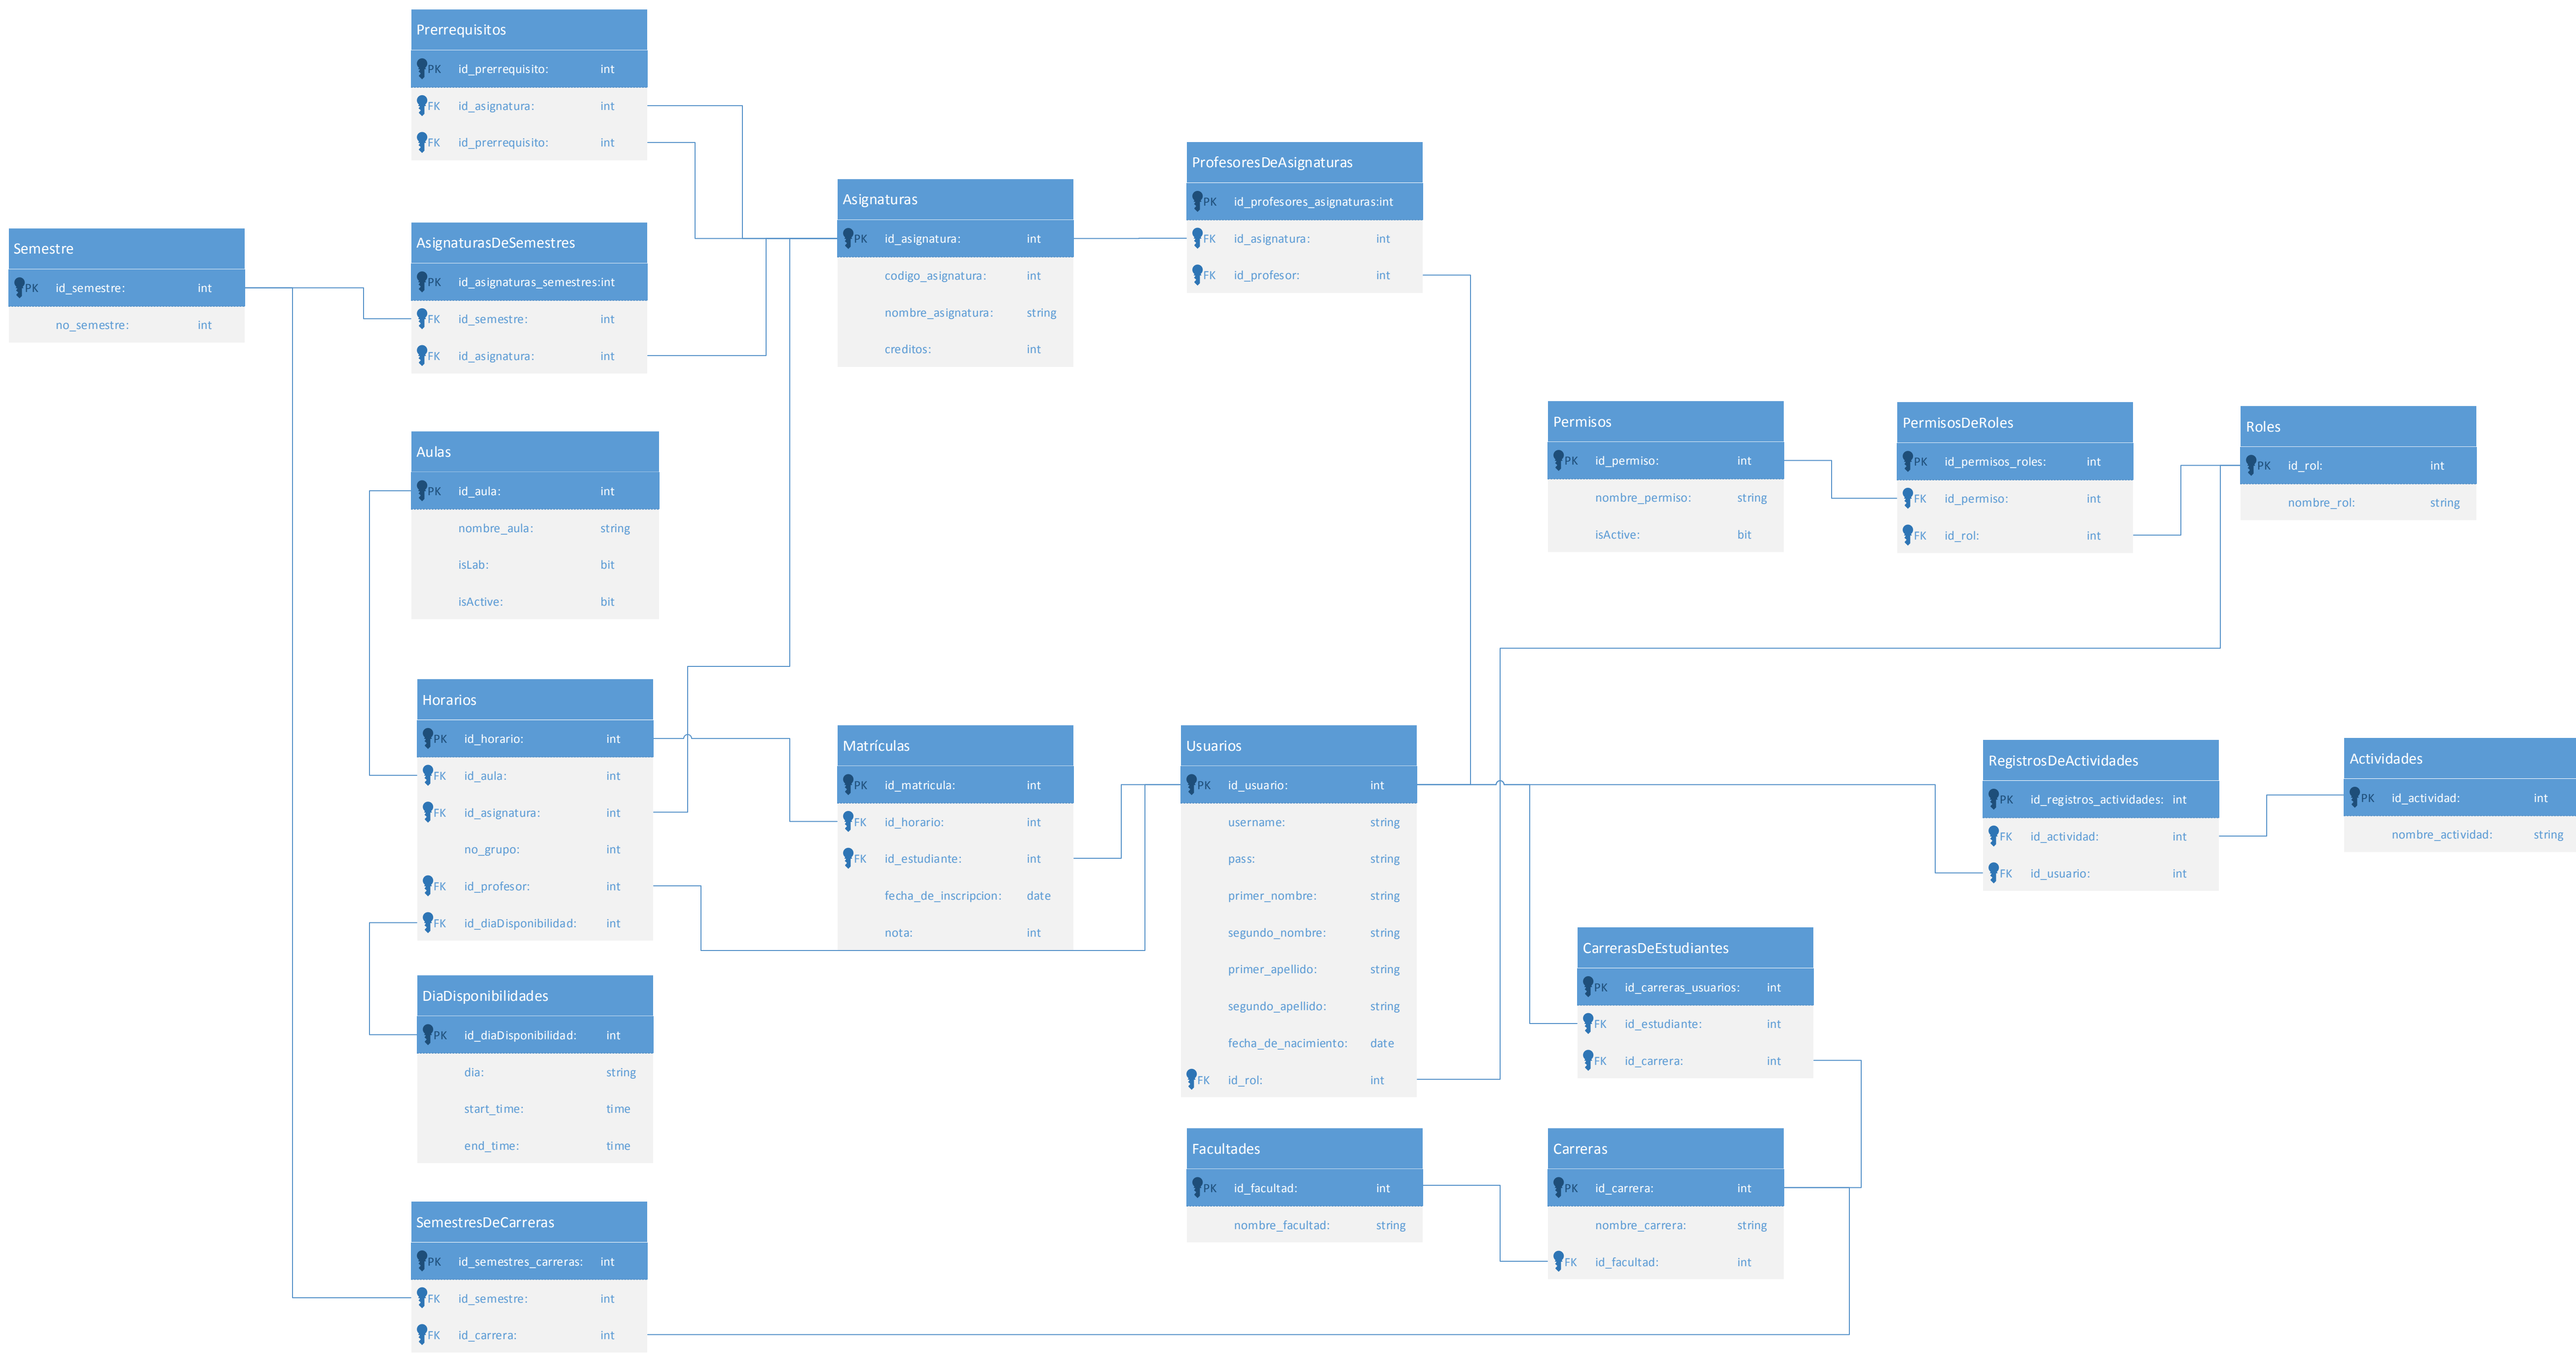 Prerrequisitos
PK id_prerrequisito: int
FK id_asignatura: int
FK id_prerrequisito: int
Semestre
PK id_semestre: int
no_semestre: int
AsignaturasDeSemestres
PK id_asignaturas_semestres:int
FK id_semestre: int
FK id_asignatura: int
Asignaturas
PK id_asignatura: int
codigo_asignatura: int
nombre_asignatura: string
creditos: int
ProfesoresDeAsignaturas
PK id_profesores_asignaturas:int
FK id_asignatura: int
FK id_profesor: int
Aulas
PK id_aula: int
nombre_aula: string
isLab: bit
isActive: bit
Permisos
PK id_permiso: int
nombre_permiso: string
isActive: bit
PermisosDeRoles
PK id_permisos_roles: int
FK id_permiso: int
FK id_rol: int
Roles
PK id_rol: int
nombre_rol: string
Horarios
PK id_horario: int
FK id_aula: int
FK id_asignatura: int
no_grupo: int
FK id_profesor: int
FK id_diaDisponibilidad: int
Matrículas
PK id_matricula: int
FK id_horario: int
FK id_estudiante: int
fecha_de_inscripcion: date
nota: int
Usuarios
PK id_usuario: int
username: string
pass: string
primer_nombre: string
segundo_nombre: string
primer_apellido: string
segundo_apellido: string
fecha_de_nacimiento: date
FK id_rol: int
RegistrosDeActividades
PK id_registros_actividades: int
FK id_actividad: int
FK id_usuario: int
Actividades
PK id_actividad: int
nombre_actividad: string
CarrerasDeEstudiantes
PK id_carreras_usuarios: int
FK id_estudiante: int
FK id_carrera: int
DiaDisponibilidades
PK id_diaDisponibilidad: int
dia: string
start_time: time
end_time: time
Facultades
PK id_facultad: int
nombre_facultad: string
Carreras
PK id_carrera: int
nombre_carrera: string
FK id_facultad: int
SemestresDeCarreras
PK id_semestres_carreras: int
FK id_semestre: int
FK id_carrera: int